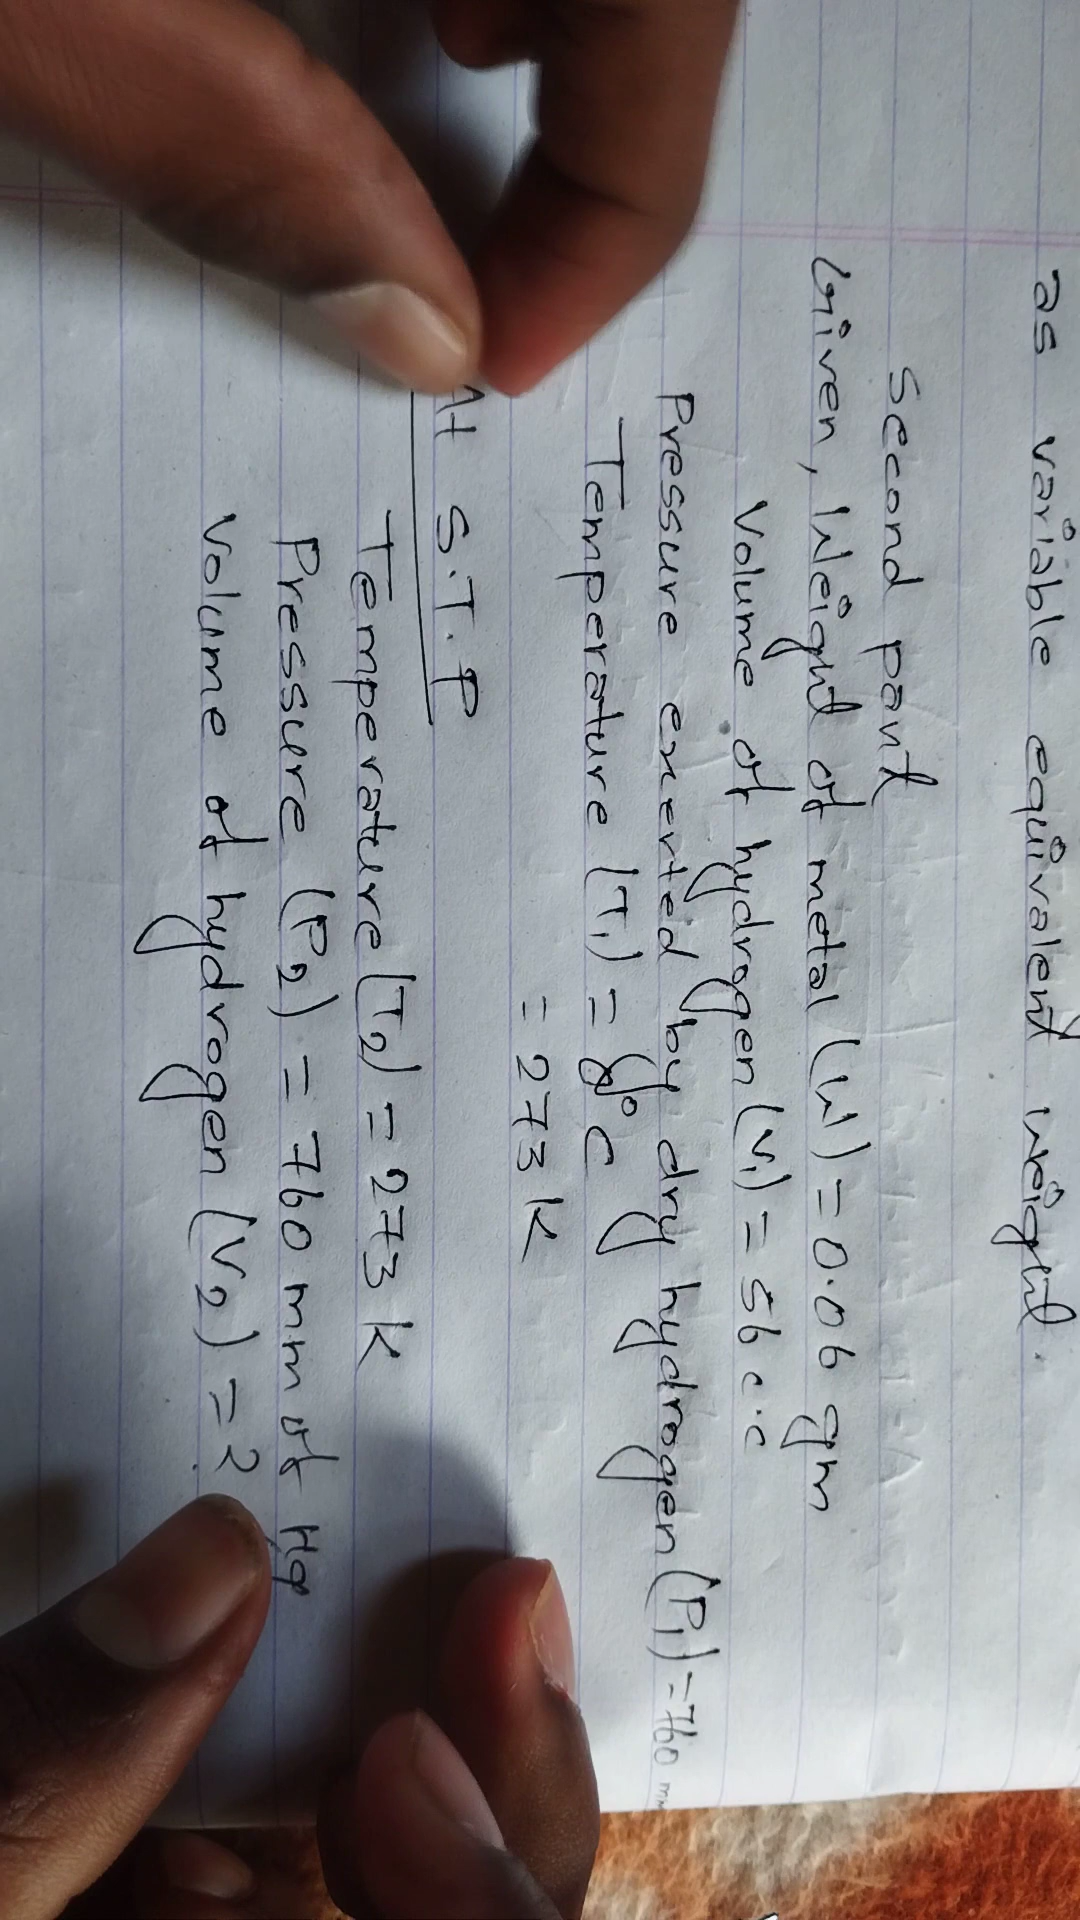 as variable equivalent weight.
Second part
Given, Weight of metal (W) = 0.06 gm
Volume of hydrogen (V1) = 56 c.c
Pressure exerted by dry hydrogen (P1) = 760 mm
Temperature (T1) = 0°C
= 273 K
At S.T.P
Temperature (T2) = 273 K
Pressure (P2) = 760 mm of Hg
Volume of hydrogen (V2) = ?